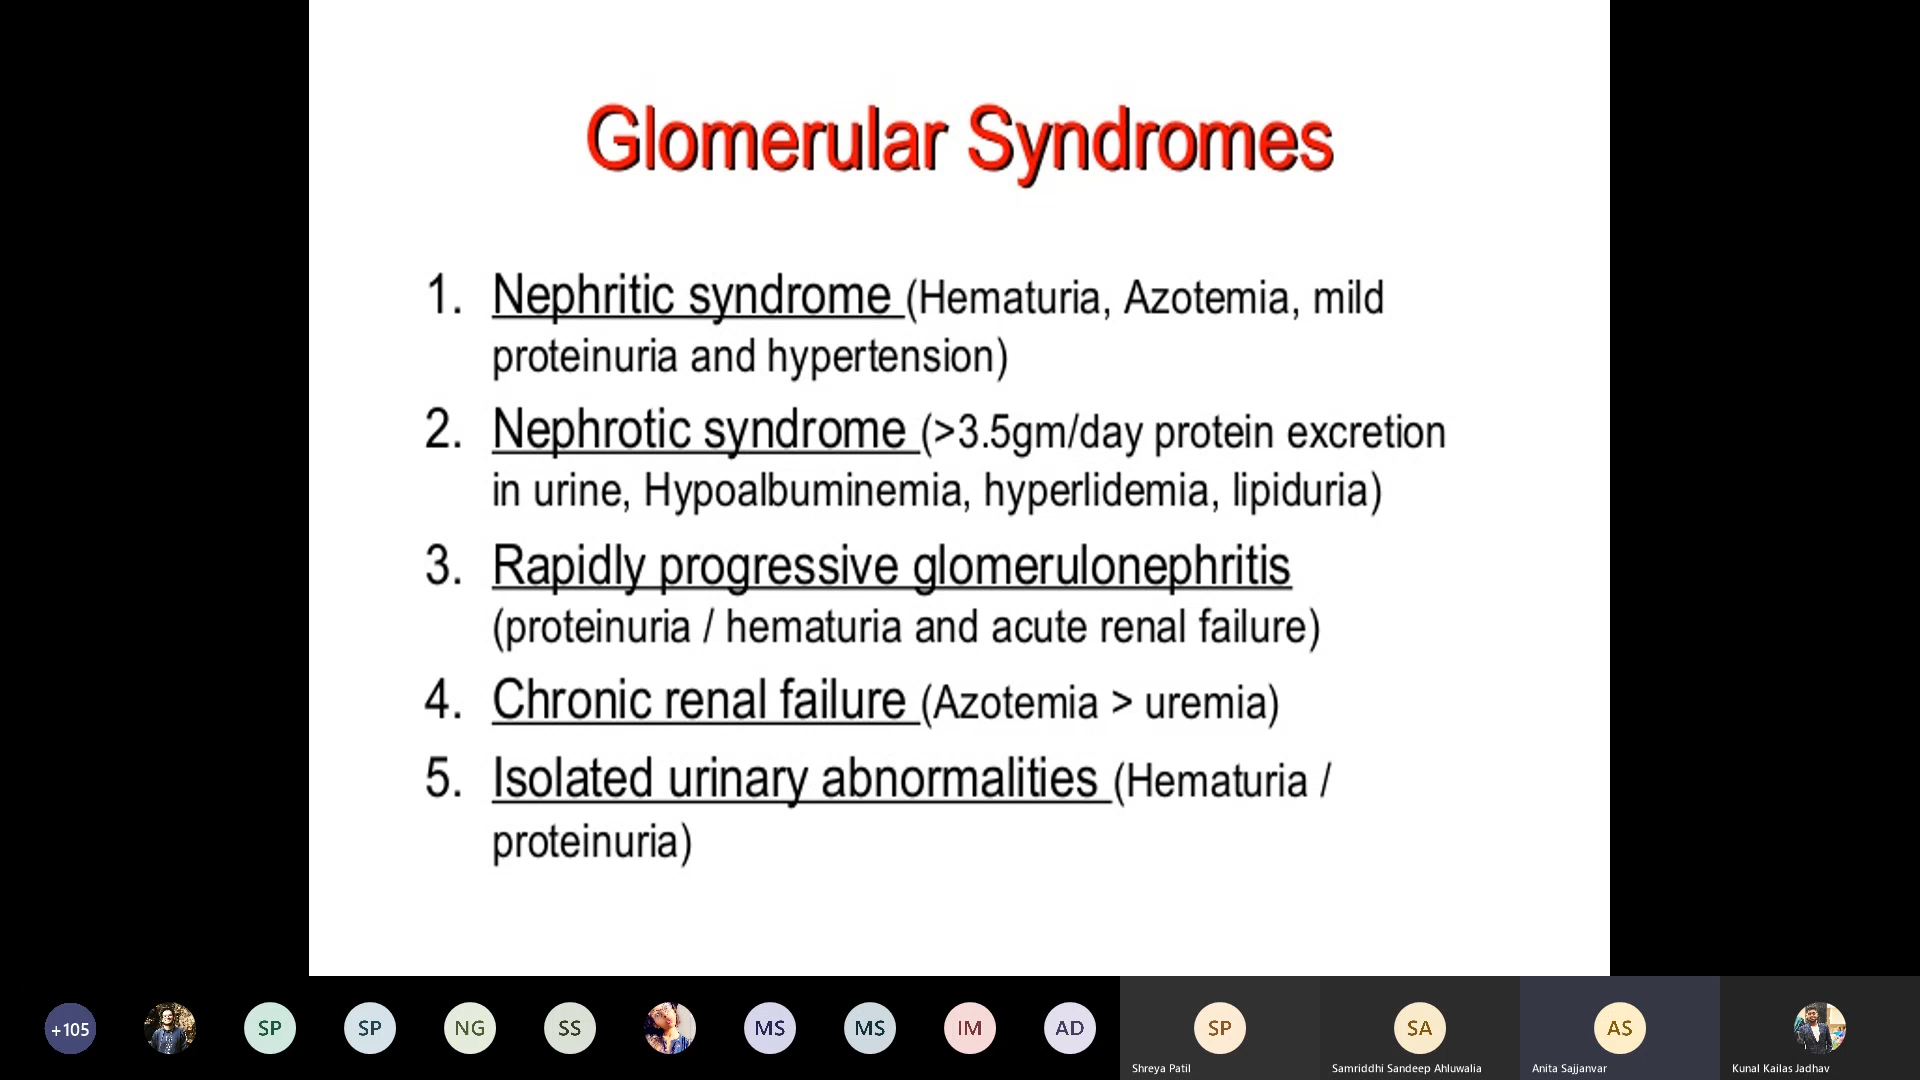 Glomerular Syndromes
1. Nephritic syndrome (Hematuria, Azotemia, mild
proteinuria and hypertension)
2. Nephrotic syndrome (>3.5gm/day protein excretion
in urine, Hypoalbuminemia, hyperlidemia, lipiduria)
3. Rapidly progressive glomerulonephritis
(proteinuria / hematuria and acute renal failure)
4. Chronic renal failure (Azotemia > uremia)
5. Isolated urinary abnormalities (Hematuria /
proteinuria)
+105 SP SP NG SS MS MS IM AD SP SA AS
Shreya Patil Samriddhi Sandeep Ahluwalia Anita Sajjanvar Kunal Kailas Jadhav